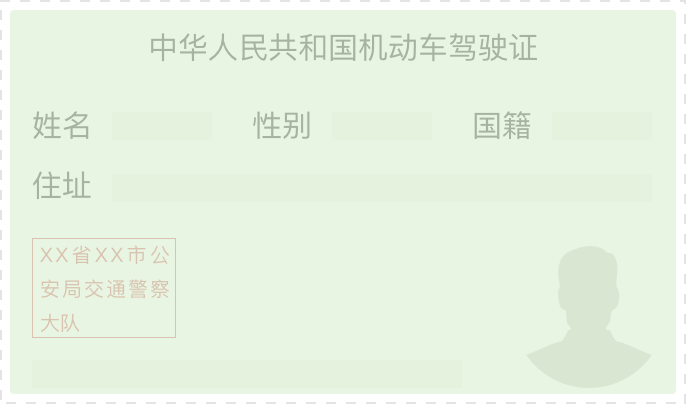 中华人民共和国机动车驾驶证
姓名 性别 国籍
住址
XX省XX市公
安局交通警察
大队